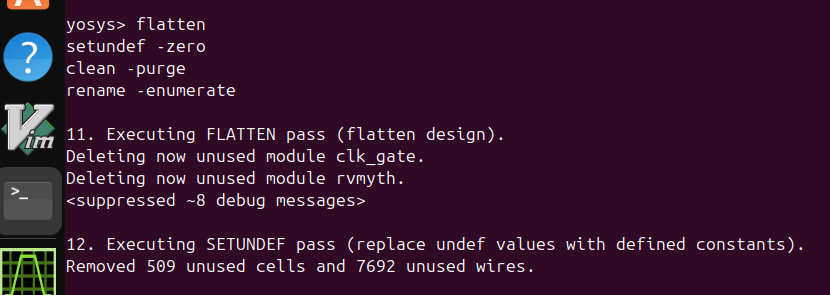 yosys> flatten
setundef -zero
clean -purge
rename -enumerate
11. Executing FLATTEN pass (flatten design).
Deleting now unused module clk_gate.
Deleting now unused module rvmyth.
<suppressed ~8 debug messages>
12. Executing SETUNDEF pass (replace undef values with defined constants).
Removed 509 unused cells and 7692 unused wires.
?
Vim
>_